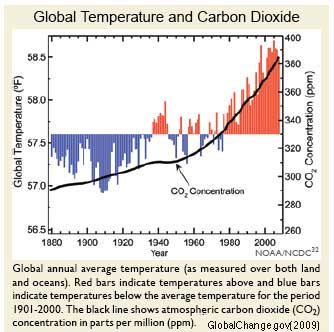 Global Temperature and Carbon Dioxide
Global Temperature (ºF)
58.5
58.0
57.5
57.0
56.5
400
380
360
340
320
300
280
260
CO2 Concentration (ppm)
CO2 Concentration
1880 1900 1920 1940 1960 1980 2000
Year
NOAA/NCDC32
Global annual average temperature (as measured over both land
and oceans). Red bars indicate temperatures above and blue bars
indicate temperatures below the average temperature for the period
1901-2000. The black line shows atmospheric carbon dioxide (CO2)
concentration in parts per million (ppm).
GlobalChange.gov(2009)